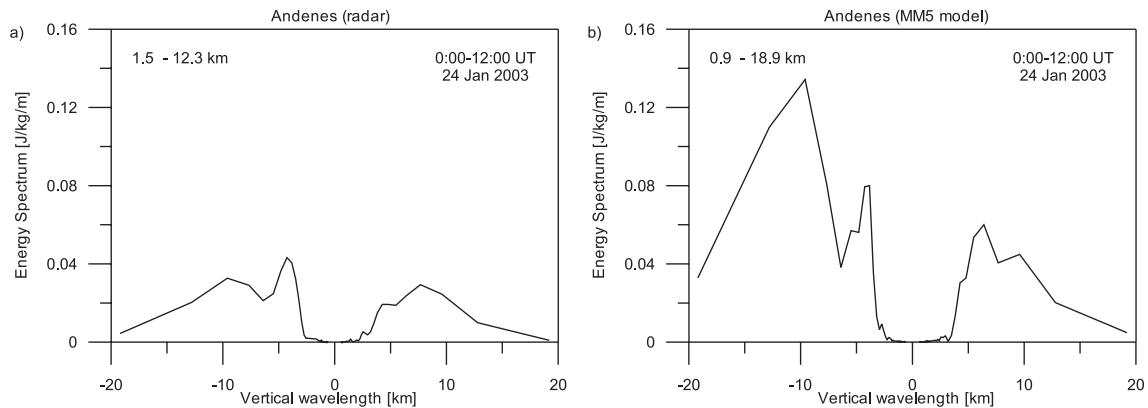 Andenes (radar)
a)
0.16
1.5 - 12.3 km
0:00-12:00 UT
24 Jan 2003
0.12
0.08
0.04
0
Energy Spectrum [J/kg/m]
-20 -10 0 10 20
Vertical wavelength [km]
Andenes (MM5 model)
b)
0.16
0.9 - 18.9 km
0:00-12:00 UT
24 Jan 2003
0.12
0.08
0.04
0
Energy Spectrum [J/kg/m]
-20 -10 0 10 20
Vertical wavelength [km]